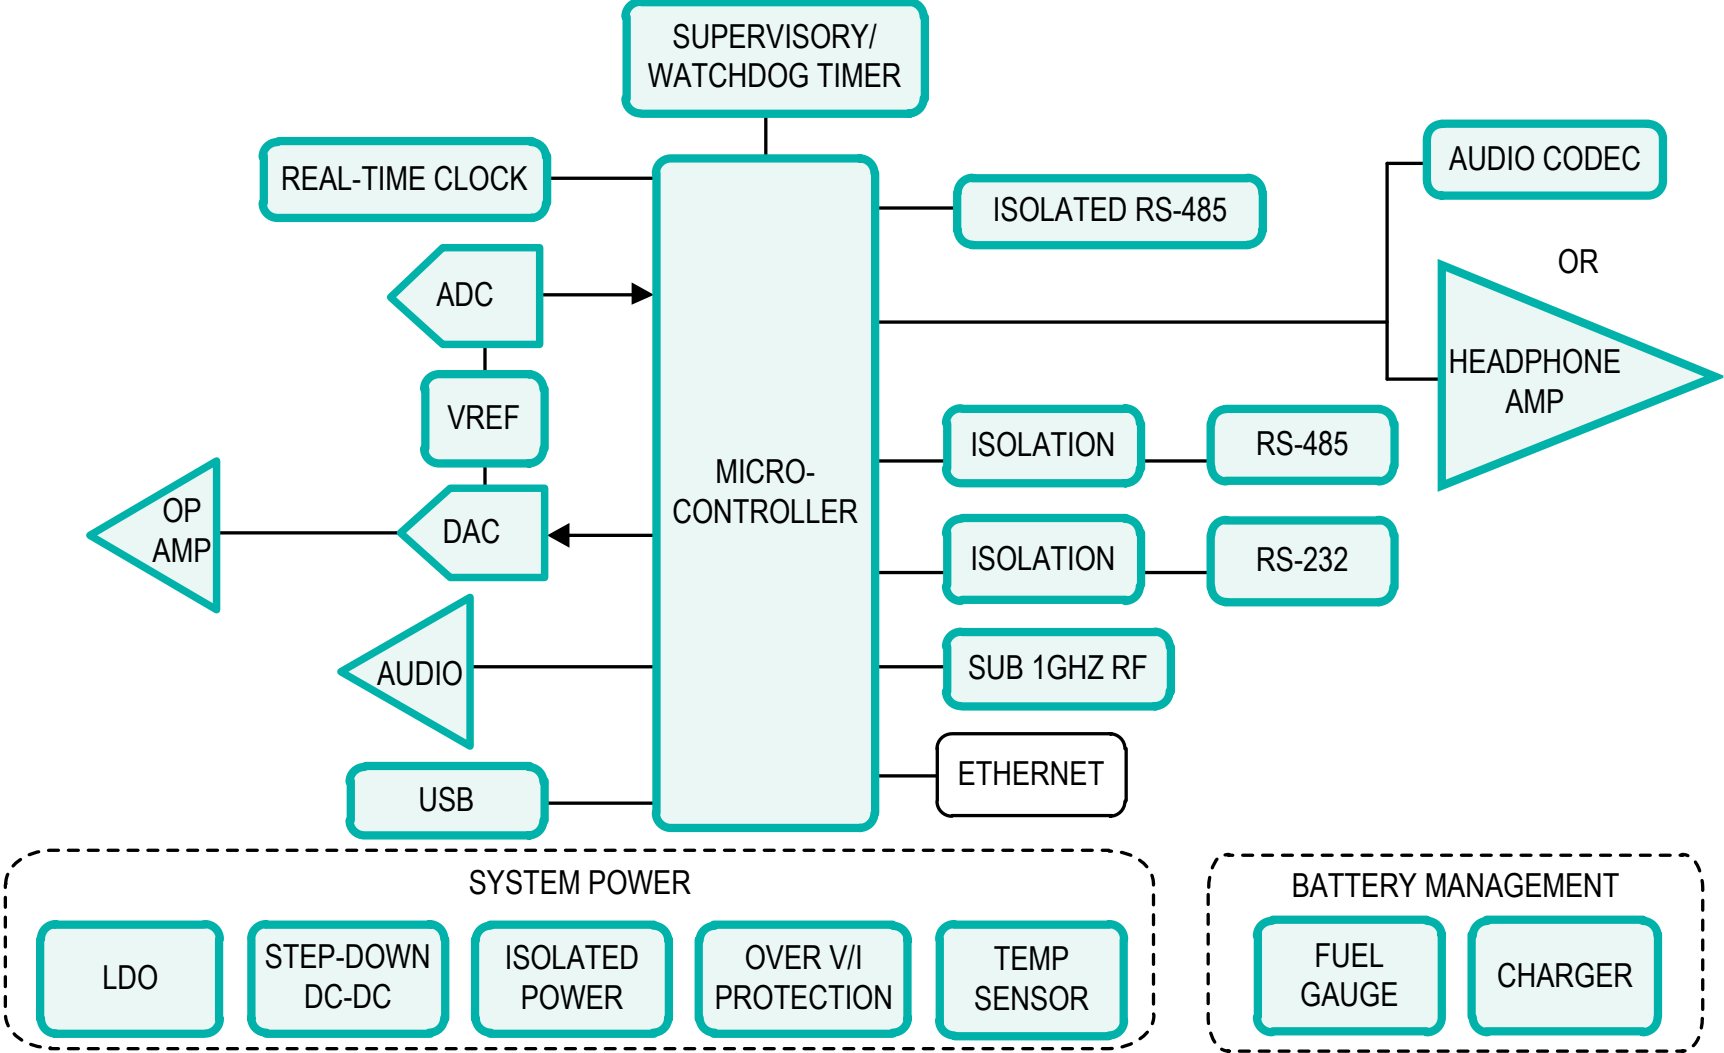 SUPERVISORY/
WATCHDOG TIMER
REAL-TIME CLOCK
AUDIO CODEC
ISOLATED RS-485
OR
ADC
HEADPHONE
AMP
VREF
ISOLATION
RS-485
MICRO-
CONTROLLER
OP
AMP
DAC
ISOLATION
RS-232
AUDIO
SUB 1GHZ RF
ETHERNET
USB
SYSTEM POWER
LDO
STEP-DOWN
DC-DC
ISOLATED
POWER
OVER V/I
PROTECTION
TEMP
SENSOR
BATTERY MANAGEMENT
FUEL
GAUGE
CHARGER